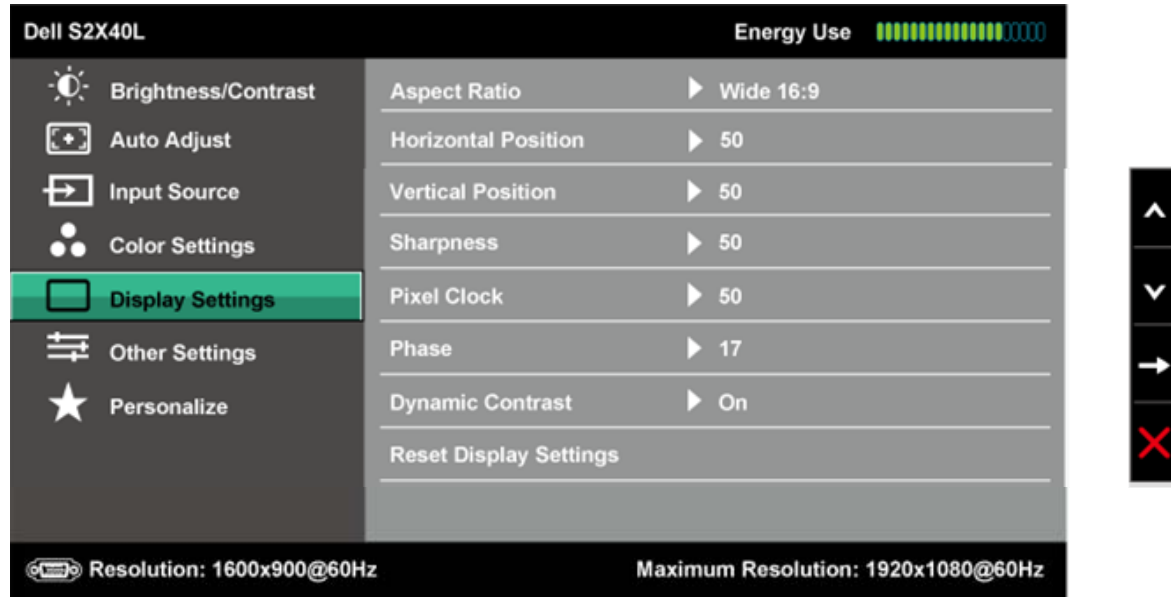 Dell S2X40L Energy Use
Brightness/Contrast Aspect Ratio Wide 16:9
Auto Adjust Horizontal Position 50
Input Source Vertical Position 50
Color Settings Sharpness 50
Display Settings Pixel Clock 50
Other Settings Phase 17
Personalize Dynamic Contrast On
Reset Display Settings
Resolution: 1600x900@60Hz Maximum Resolution: 1920x1080@60Hz